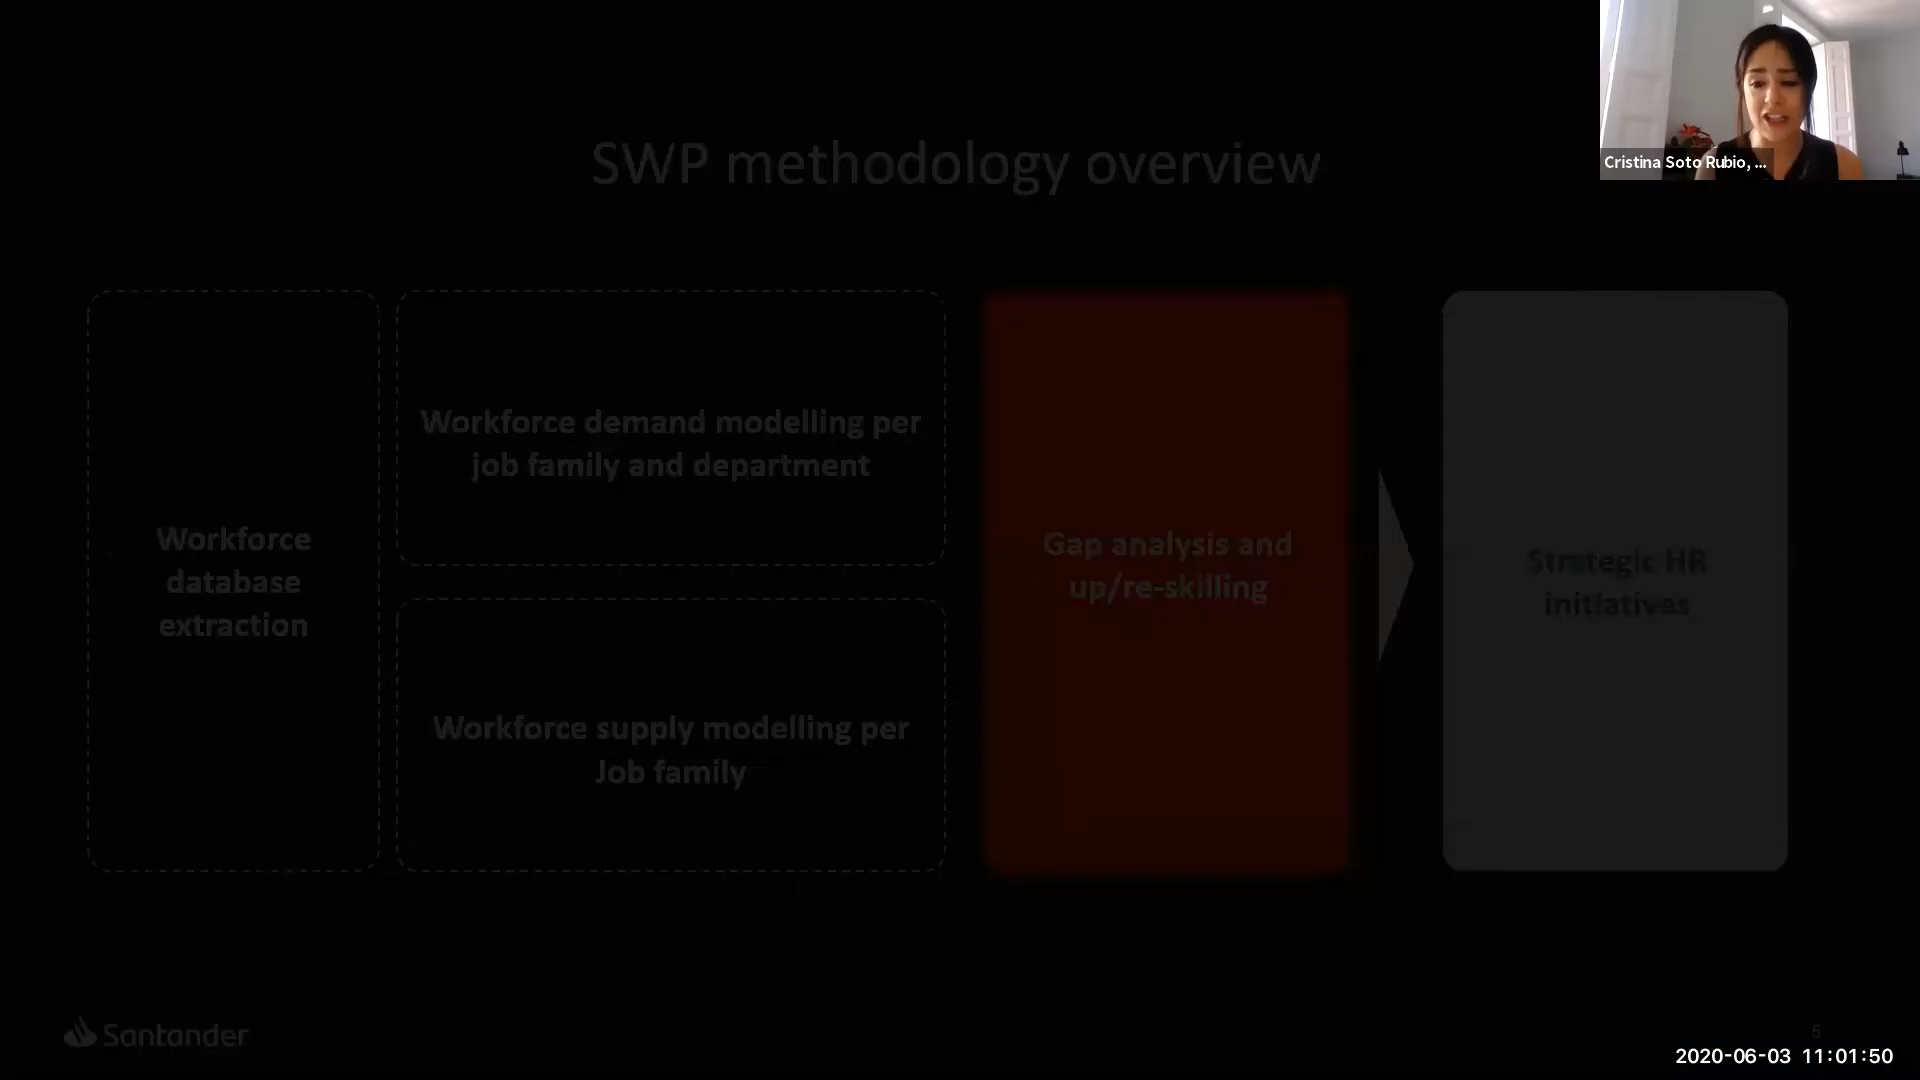 Cristina Soto Rubio, ...
SWP methodology overview
Workforce
database
extraction
Workforce demand modelling per
job family and department
Workforce supply modelling per
Job family
Gap analysis and
up/re-skilling
Strategic HR
initiatives
Santander
5
2020-06-03 11:01:50